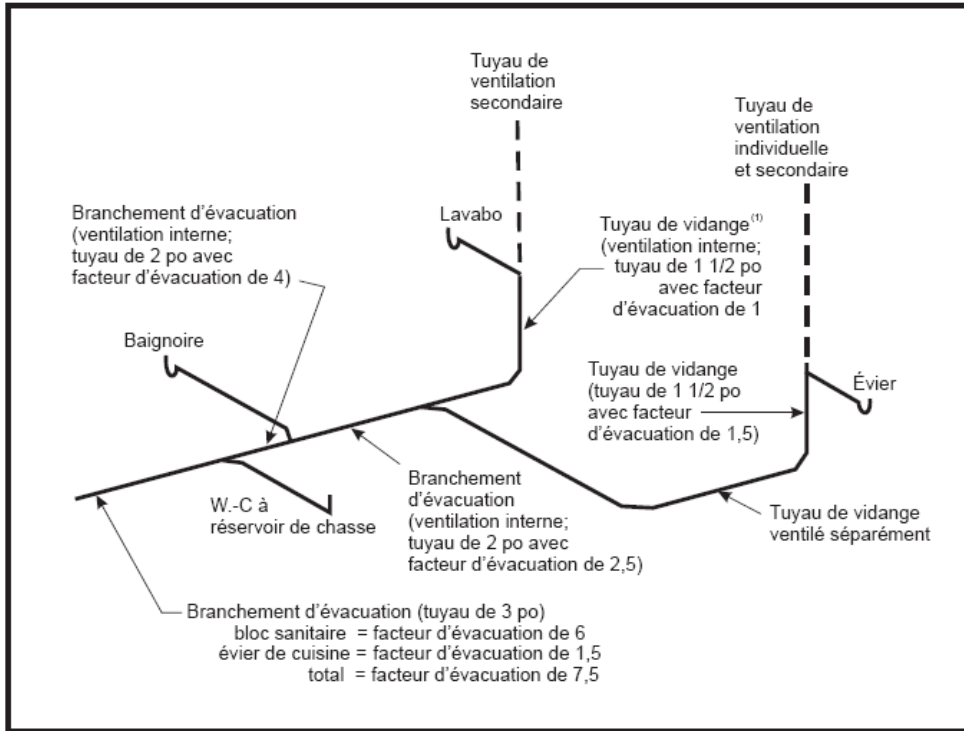 Tuyau de
ventilation
secondaire
Tuyau de
ventilation
individuelle
et secondaire
Branchement d'évacuation
(ventilation interne;
tuyau de 2 po avec
facteur d'évacuation de 4)
Lavabo
Tuyau de vidange(1)
(ventilation interne;
tuyau de 1 1/2 po
avec facteur
d'évacuation de 1
Baignoire
Tuyau de vidange
(tuyau de 1 1/2 po
avec facteur
d'évacuation de 1,5)
Évier
W.-C à
réservoir de chasse
Branchement
d'évacuation
(ventilation interne;
tuyau de 2 po avec
facteur d'évacuation de 2,5)
Tuyau de vidange
ventilé séparément
Branchement d'évacuation (tuyau de 3 po)
bloc sanitaire = facteur d'évacuation de 6
évier de cuisine = facteur d'évacuation de 1,5
total = facteur d'évacuation de 7,5